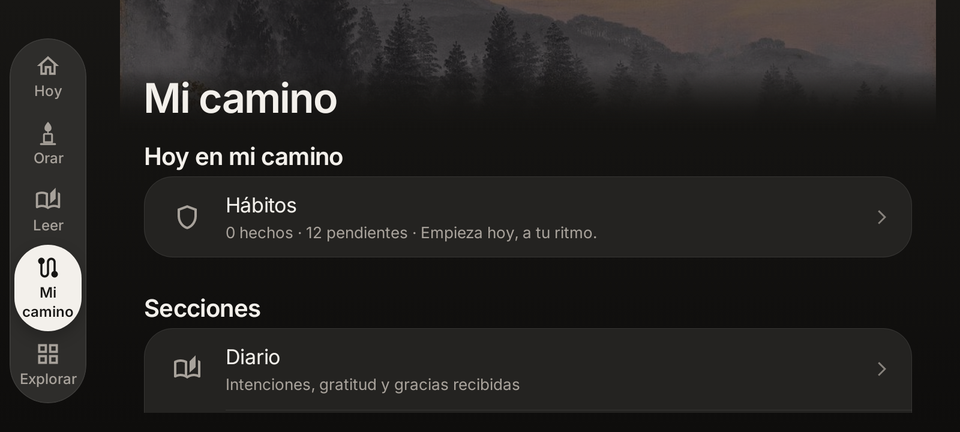 Hoy
Orar
Leer
Mi
camino
Explorar
Mi camino
Hoy en mi camino
Hábitos
0 hechos · 12 pendientes · Empieza hoy, a tu ritmo.
Secciones
Diario
Intenciones, gratitud y gracias recibidas